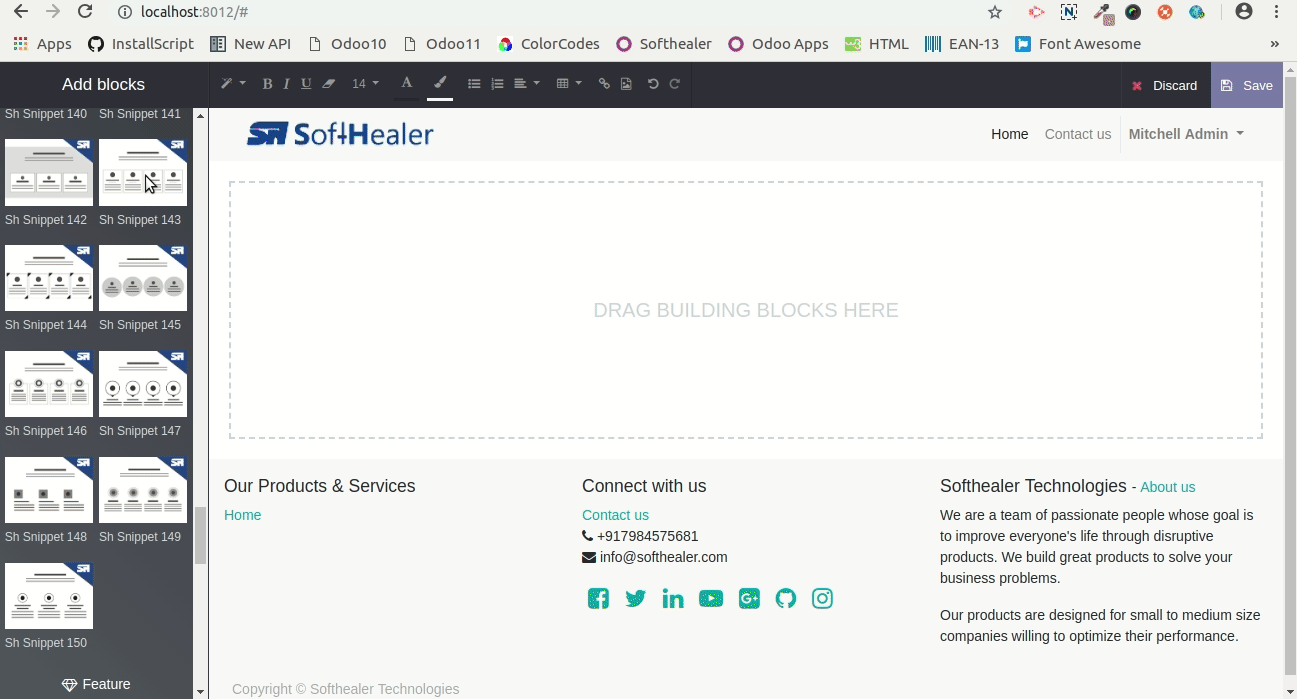 localhost:8012/#
Apps InstallScript New API Odoo10 Odoo11 ColorCodes Softhealer Odoo Apps HTML EAN-13 Font Awesome »
Add blocks B I U 14 A Discard Save
Sh Snippet 140 Sh Snippet 141
Sh Snippet 142 Sh Snippet 143
Sh Snippet 144 Sh Snippet 145
Sh Snippet 146 Sh Snippet 147
Sh Snippet 148 Sh Snippet 149
Sh Snippet 150
Feature
SH SoftHealer Home Contact us Mitchell Admin
DRAG BUILDING BLOCKS HERE
Our Products & Services
Home
Connect with us
Contact us
+917984575681
info@softhealer.com
Softhealer Technologies - About us
We are a team of passionate people whose goal is
to improve everyone's life through disruptive
products. We build great products to solve your
business problems.
Our products are designed for small to medium size
companies willing to optimize their performance.
Copyright © Softhealer Technologies